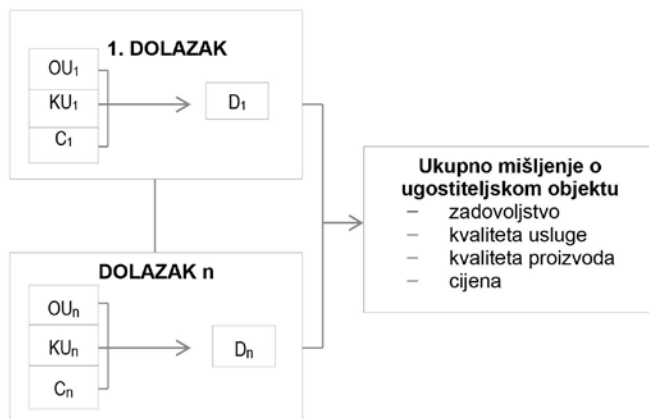 1. DOLAZAK
OU₁
KU₁
C₁
D₁
Ukupno mišljenje o
ugostiteljskom objektu
– zadovoljstvo
– kvaliteta usluge
– kvaliteta proizvoda
– cijena
DOLAZAK n
OUₙ
KUₙ
Cₙ
Dₙ